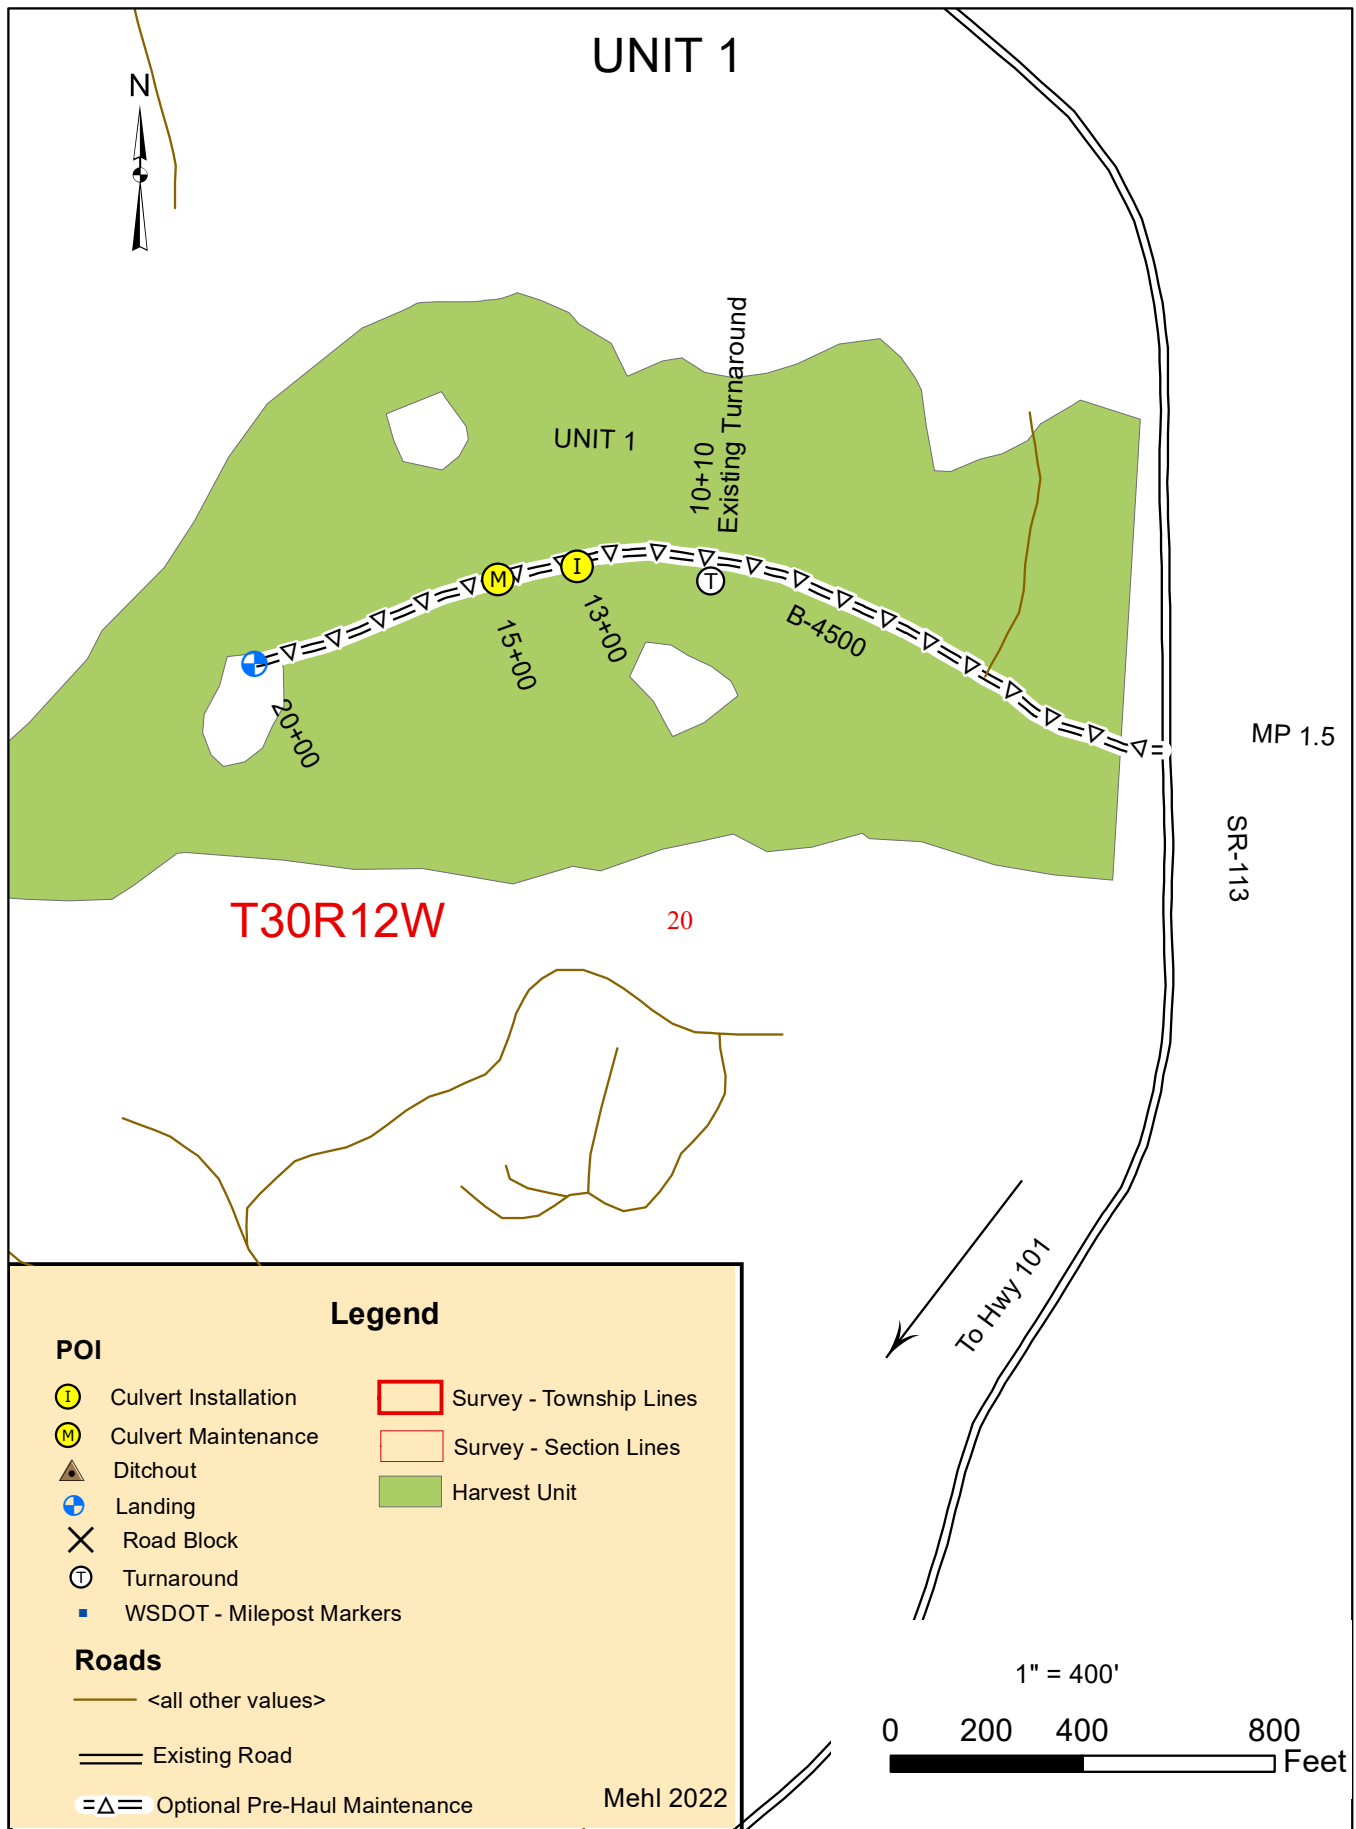 UNIT 1
N
10+10
Existing Turnaround
UNIT 1
M
I
T
13+00
15+00
B-4500
20+00
MP 1.5
SR-113
T30R12W
20
To Hwy 101
Legend
POI
I Culvert Installation
M Culvert Maintenance
Ditchout
Landing
Road Block
T Turnaround
WSDOT - Milepost Markers
Survey - Township Lines
Survey - Section Lines
Harvest Unit
Roads
<all other values>
Existing Road
Optional Pre-Haul Maintenance
Mehl 2022
1" = 400'
0 200 400 800
Feet